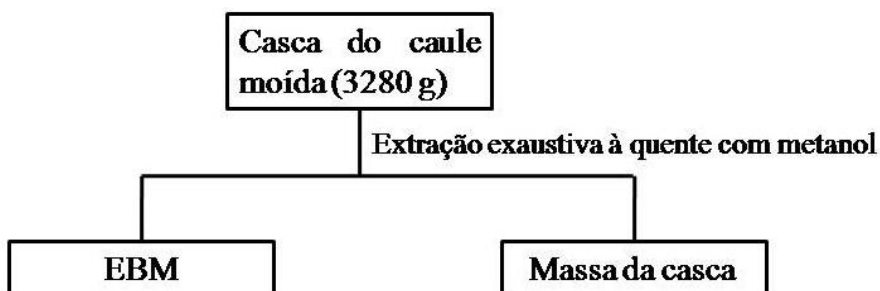 Casca do caule
moída (3280 g)
Extração exaustiva à quente com metanol
EBM
Massa da casca